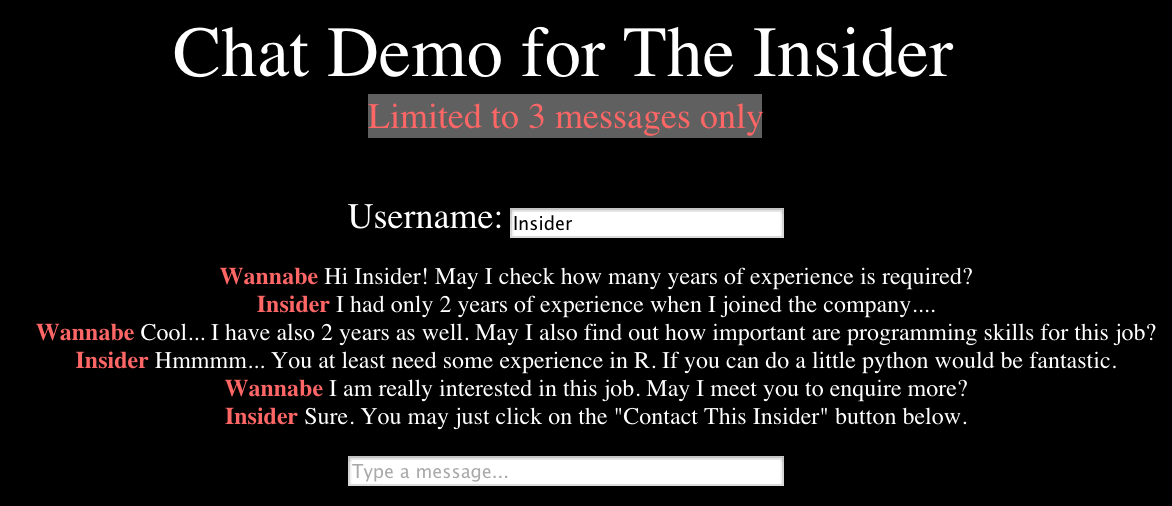 Chat Demo for The Insider
Limited to 3 messages only
Username: Insider
Wannabe Hi Insider! May I check how many years of experience is required?
Insider I had only 2 years of experience when I joined the company....
Wannabe Cool... I have also 2 years as well. May I also find out how important are programming skills for this job?
Insider Hmmmm... You at least need some experience in R. If you can do a little python would be fantastic.
Wannabe I am really interested in this job. May I meet you to enquire more?
Insider Sure. You may just click on the "Contact This Insider" button below.
Type a message...